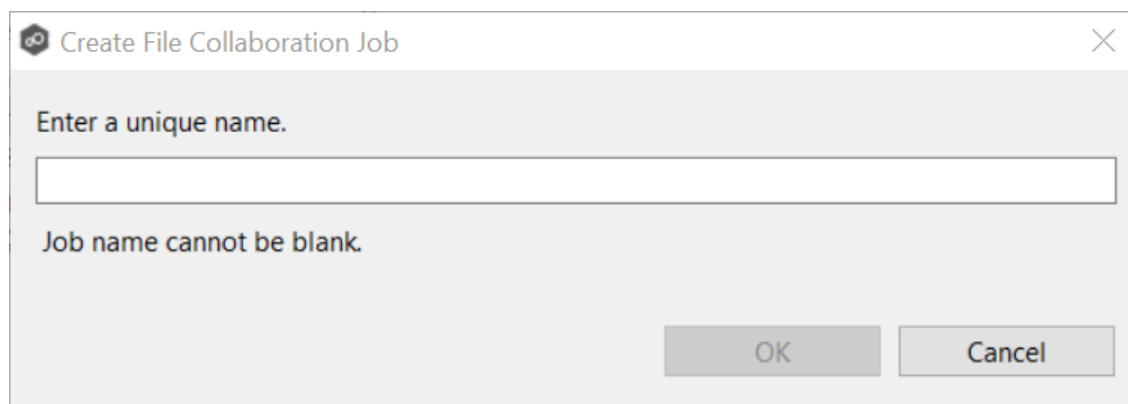 Create File Collaboration Job
Enter a unique name.
Job name cannot be blank.
OK Cancel